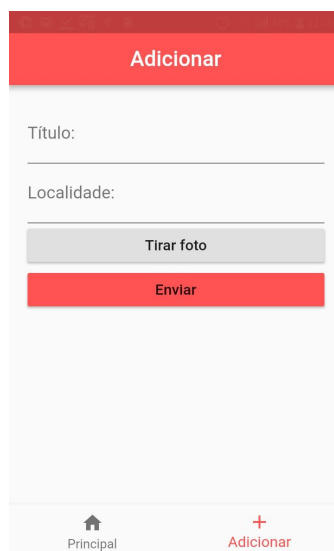 Adicionar
Título:
Localidade:
Tirar foto
Enviar
Principal
Adicionar